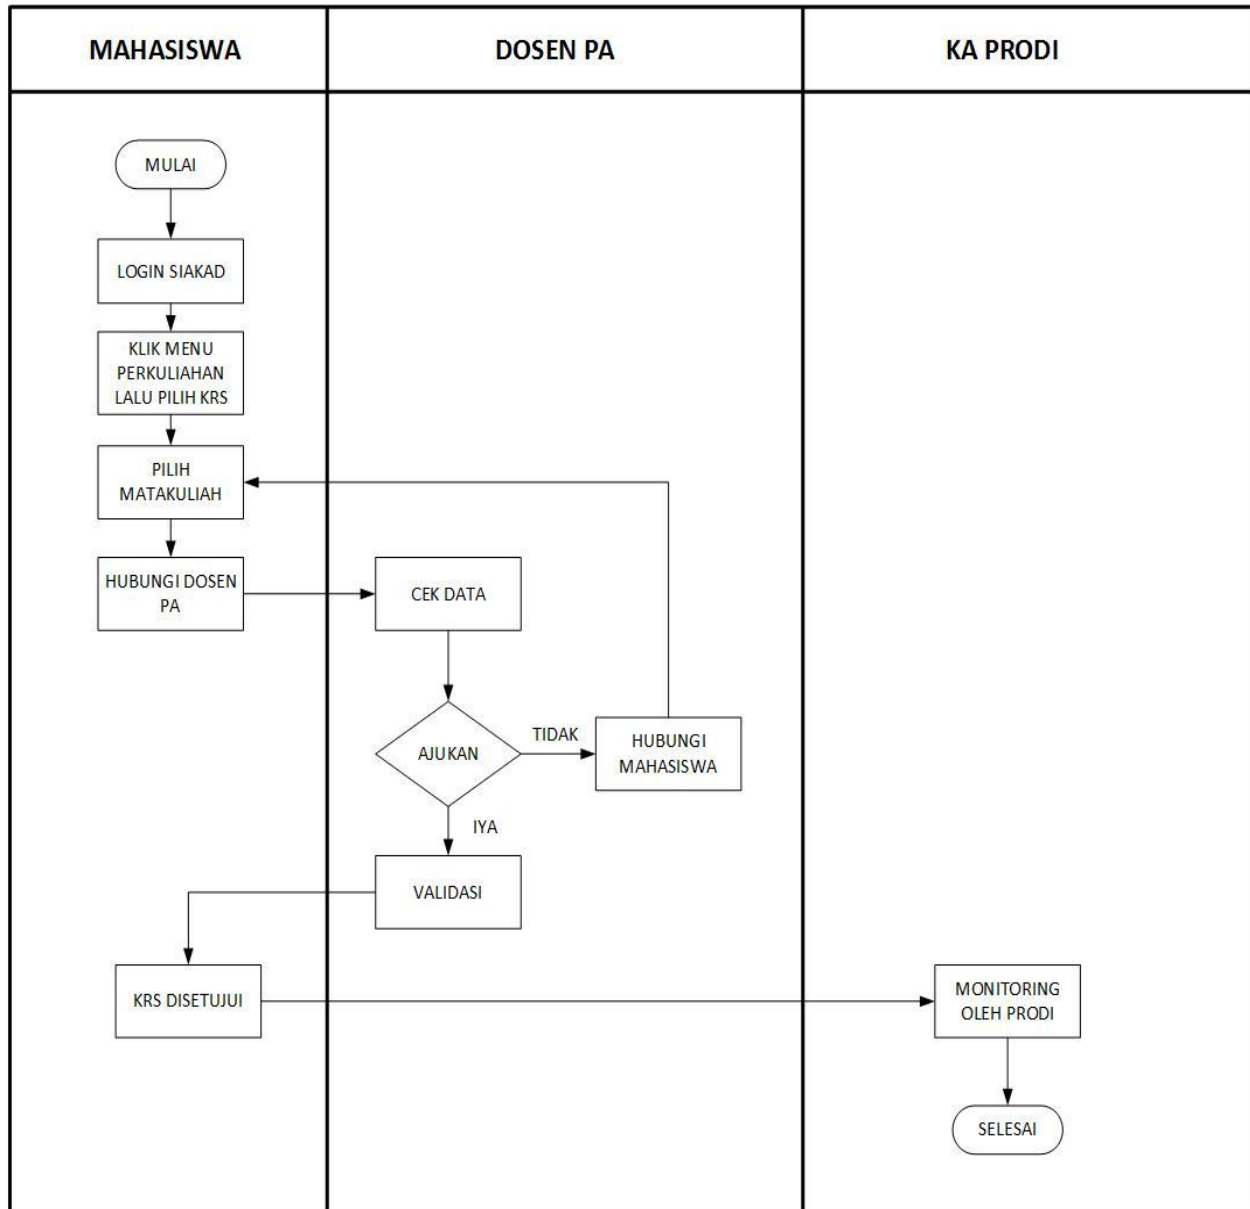 MAHASISWA
DOSEN PA
KA PRODI
MULAI
LOGIN SIAKAD
KLIK MENU
PERKULIAHAN
LALU PILIH KRS
PILIH
MATAKULIAH
HUBUNGI DOSEN
PA
CEK DATA
AJUKAN
TIDAK
HUBUNGI
MAHASISWA
IYA
VALIDASI
KRS DISETUJUI
MONITORING
OLEH PRODI
SELESAI